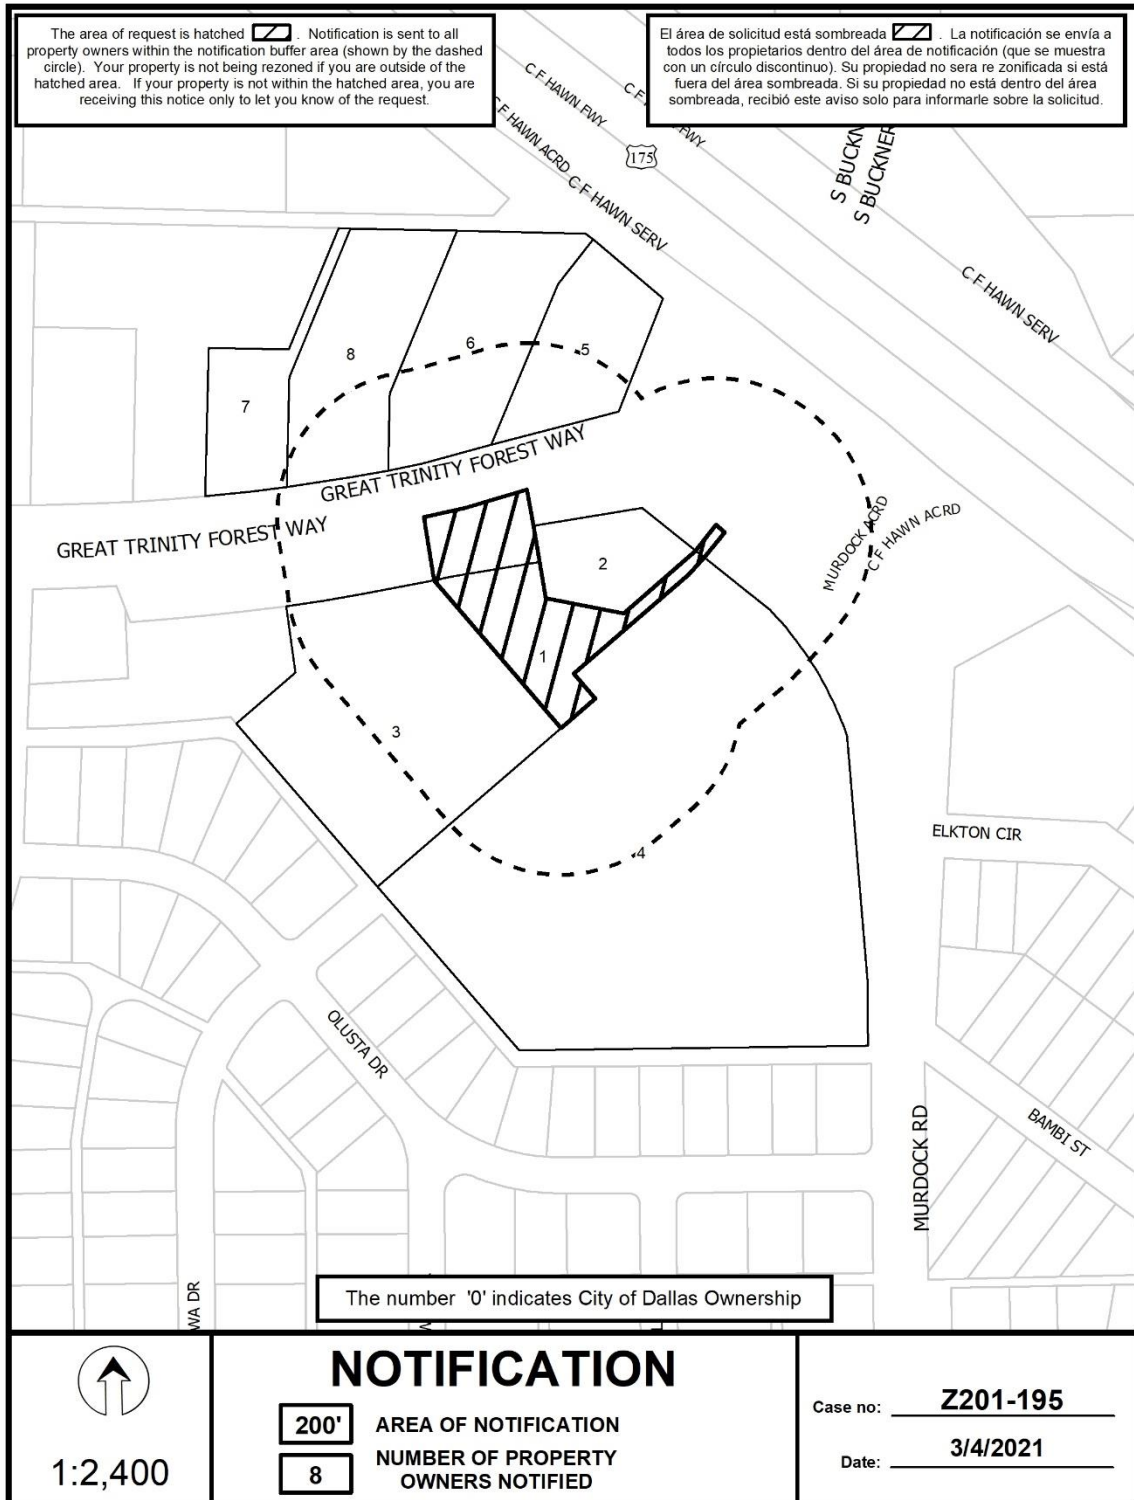 The area of request is hatched . Notification is sent to all
property owners within the notification buffer area (shown by the dashed
circle). Your property is not being rezoned if you are outside of the
hatched area. If your property is not within the hatched area, you are
receiving this notice only to let you know of the request.
El área de solicitud está sombreada . La notificación se envía a
todos los propietarios dentro del área de notificación (que se muestra
con un círculo discontinuo). Su propiedad no sera re zonificada si está
fuera del área sombreada. Si su propiedad no está dentro del área
sombreada, recibió este aviso solo para informarle sobre la solicitud.
C F HAWN FWY
C F HAWN ACRD
175
C F HAWN SERV
S BUCKNER
C F HAWN SERV
8
6
5
7
GREAT TRINITY FOREST WAY
GREAT TRINITY FOREST WAY
2
MURDOCK ACRD
C F HAWN ACRD
1
3
4
ELKTON CIR
OLUSTA DR
MURDOCK RD
BAMBI ST
WA DR
The number '0' indicates City of Dallas Ownership
1:2,400
NOTIFICATION
200' AREA OF NOTIFICATION
8 NUMBER OF PROPERTY
OWNERS NOTIFIED
Case no: Z201-195
Date: 3/4/2021